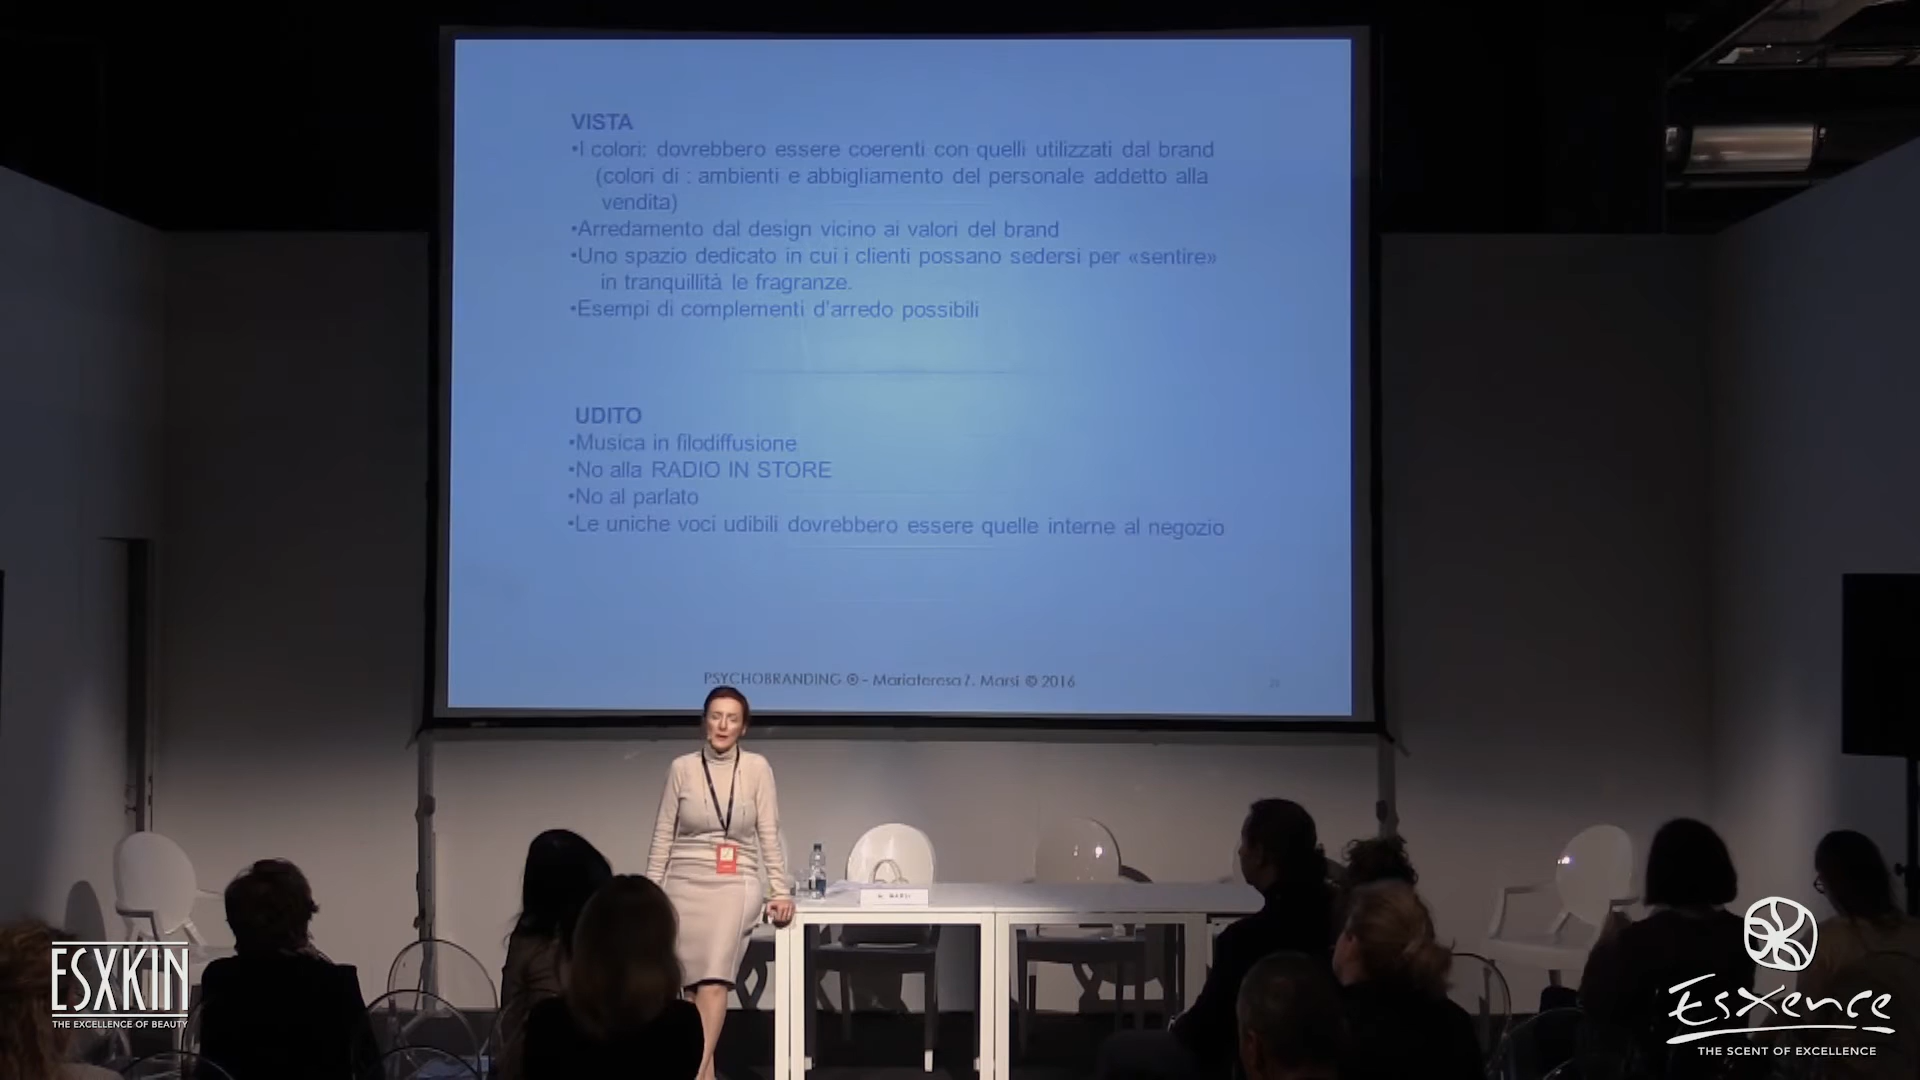 VISTA
•I colori: dovrebbero essere coerenti con quelli utilizzati dal brand
(colori di : ambienti e abbigliamento del personale addetto alla
vendita)
•Arredamento dal design vicino ai valori del brand
•Uno spazio dedicato in cui i clienti possano sedersi per «sentire»
in tranquillità le fragranze.
•Esempi di complementi d'arredo possibili
UDITO
•Musica in filodiffusione
•No alla RADIO IN STORE
•No al parlato
•Le uniche voci udibili dovrebbero essere quelle interne al negozio
PSYCHOBRANDING ® - Mariateresa Marsi © 2016
MARSI
ESXKIN
THE EXCELLENCE OF BEAUTY
Esxence
THE SCENT OF EXCELLENCE